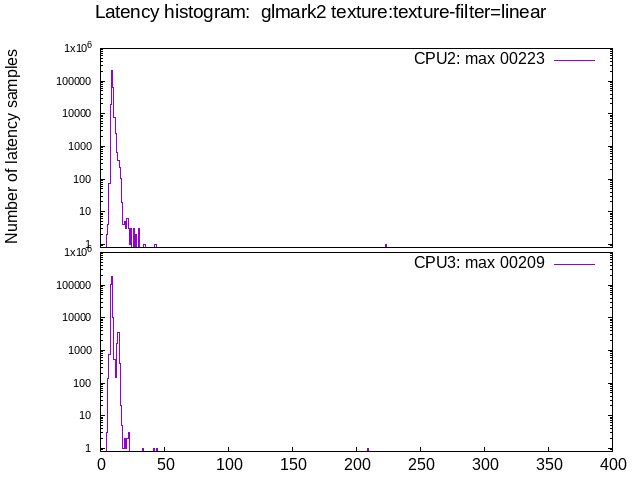 Latency histogram:  glmark2 texture:texture-filter=linear
Number of latency samples
1x10^6
CPU2: max 00223
100000
10000
1000
100
10
1
1x10^6
CPU3: max 00209
100000
10000
1000
100
10
1
0 50 100 150 200 250 300 350 400